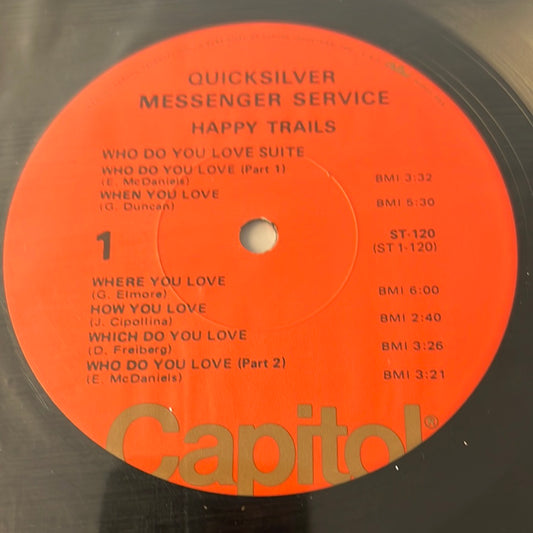 QUICKSILVER
MESSENGER SERVICE
HAPPY TRAILS
WHO DO YOU LOVE SUITE
WHO DO YOU LOVE (Part 1) BMI 3:32
(E. McDaniels)
WHEN YOU LOVE BMI 5:30
(G. Duncan)
1
ST-120
(ST 1-120)
WHERE YOU LOVE BMI 6:00
(G. Elmore)
HOW YOU LOVE BMI 2:40
(J. Cipollina)
WHICH DO YOU LOVE BMI 3:26
(D. Freiberg)
WHO DO YOU LOVE (Part 2) BMI 3:21
(E. McDaniels)
Capitol®